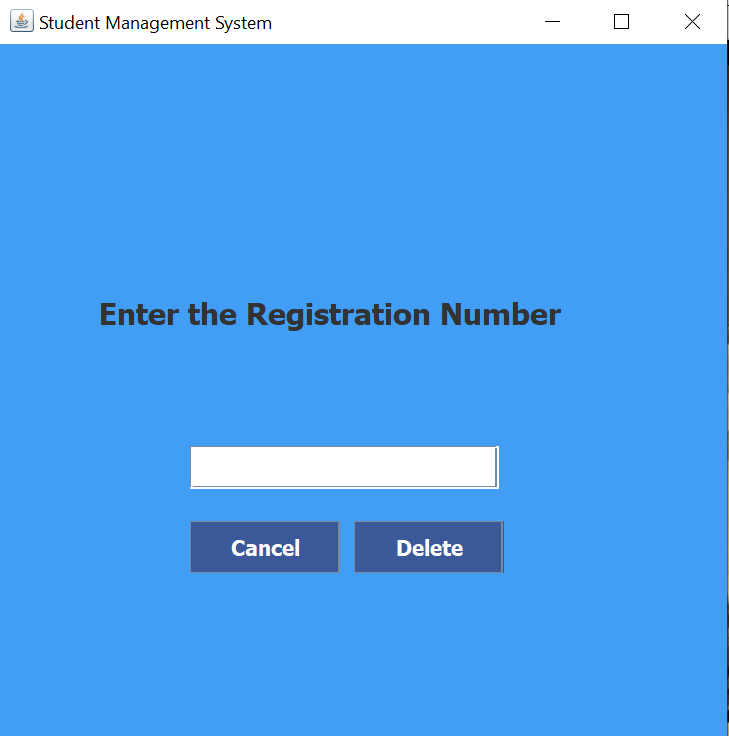 Student Management System
Enter the Registration Number
Cancel Delete